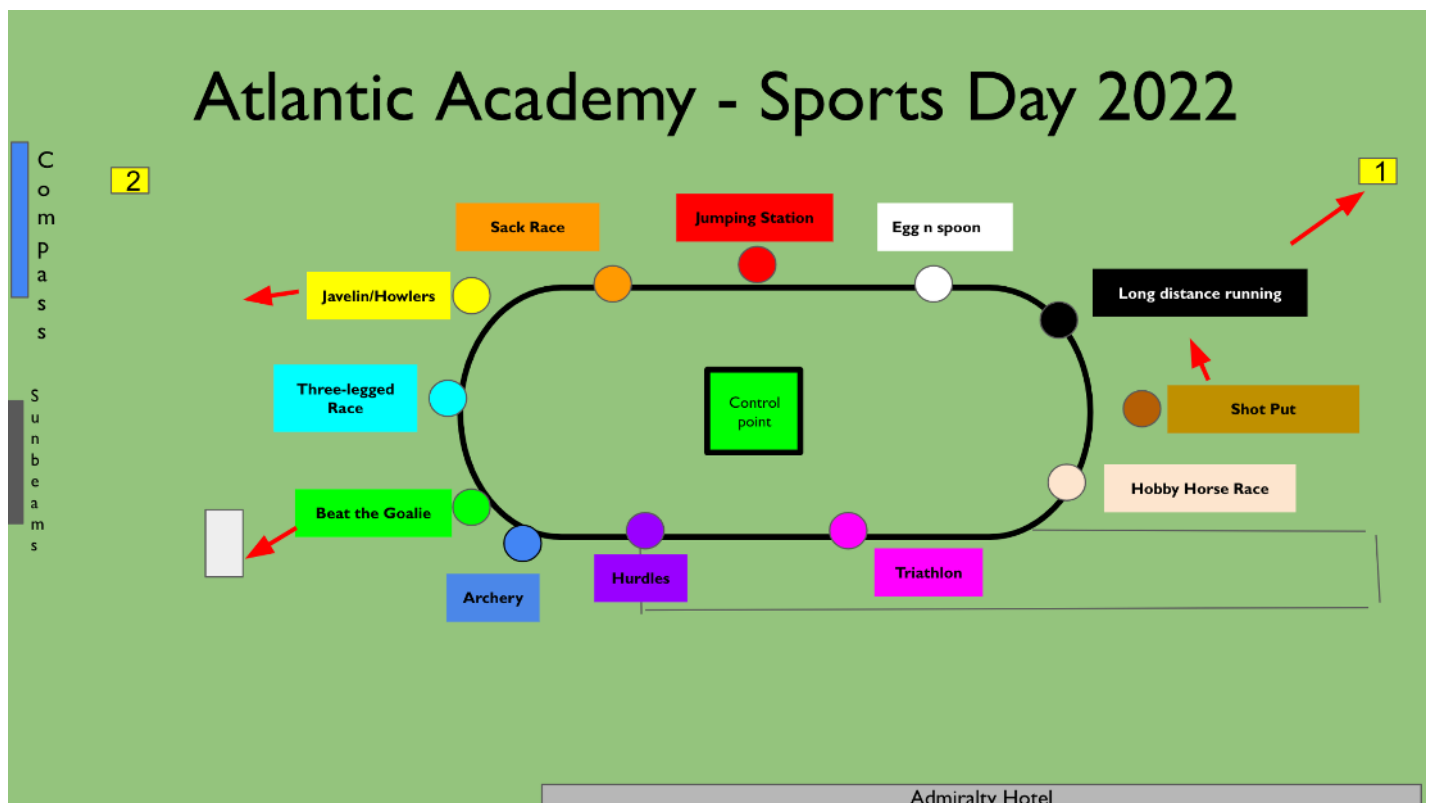 Atlantic Academy - Sports Day 2022
Compass
2
1
Sack Race
Jumping Station
Egg n spoon
Javelin/Howlers
Long distance running
Three-legged
Race
Control
point
Shot Put
Sunbeams
Beat the Goalie
Hobby Horse Race
Archery
Hurdles
Triathlon
Admiralty Hotel